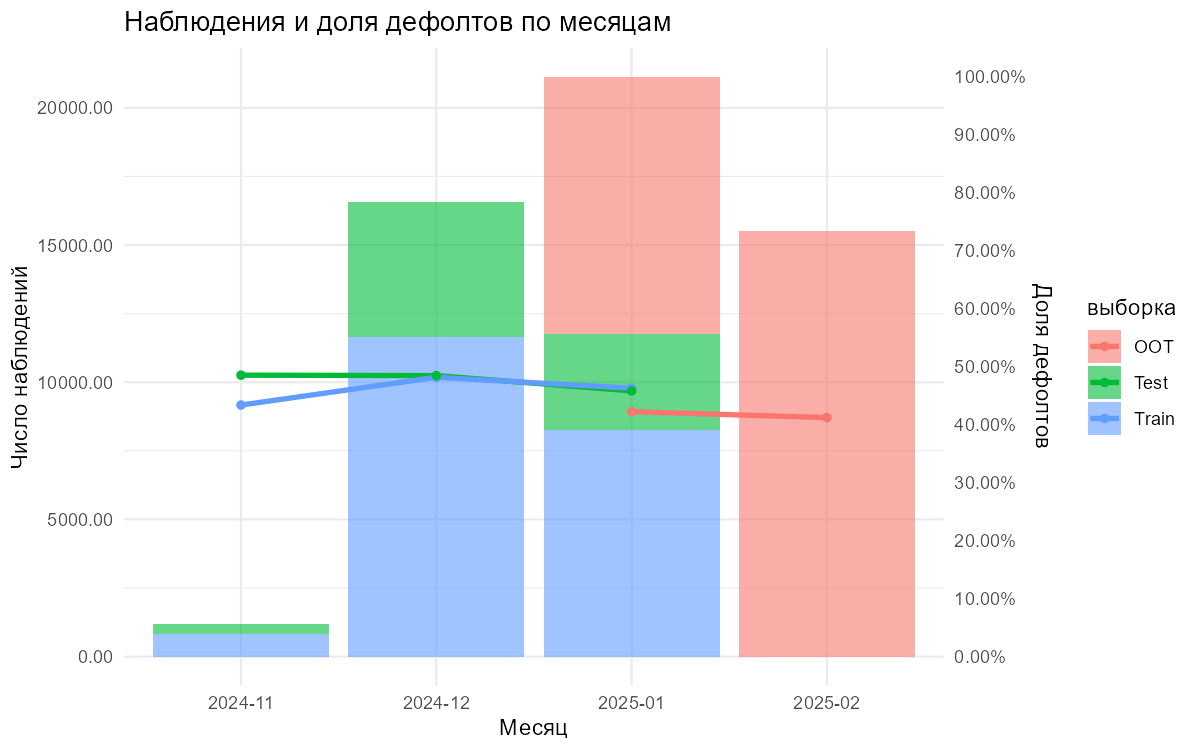 Наблюдения и доля дефолтов по месяцам
Число наблюдений
20000.00
15000.00
10000.00
5000.00
0.00
100.00%
90.00%
80.00%
70.00%
60.00%
50.00%
40.00%
30.00%
20.00%
10.00%
0.00%
Доля дефолтов
2024-11
2024-12
2025-01
2025-02
Месяц
выборка
OOT
Test
Train